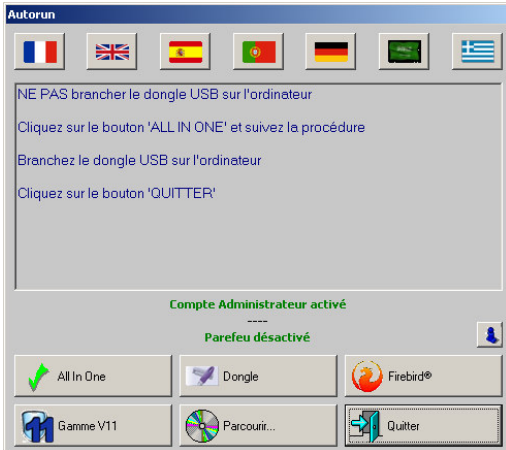 Autorun
NE PAS brancher le dongle USB sur l'ordinateur
Cliquez sur le bouton 'ALL IN ONE' et suivez la procédure
Branchez le dongle USB sur l'ordinateur
Cliquez sur le bouton 'QUITTER'
Compte Administrateur activé
----
Parefeu désactivé
All In One
Dongle
Firebird®
11 Gamme V11
Parcourir...
Quitter